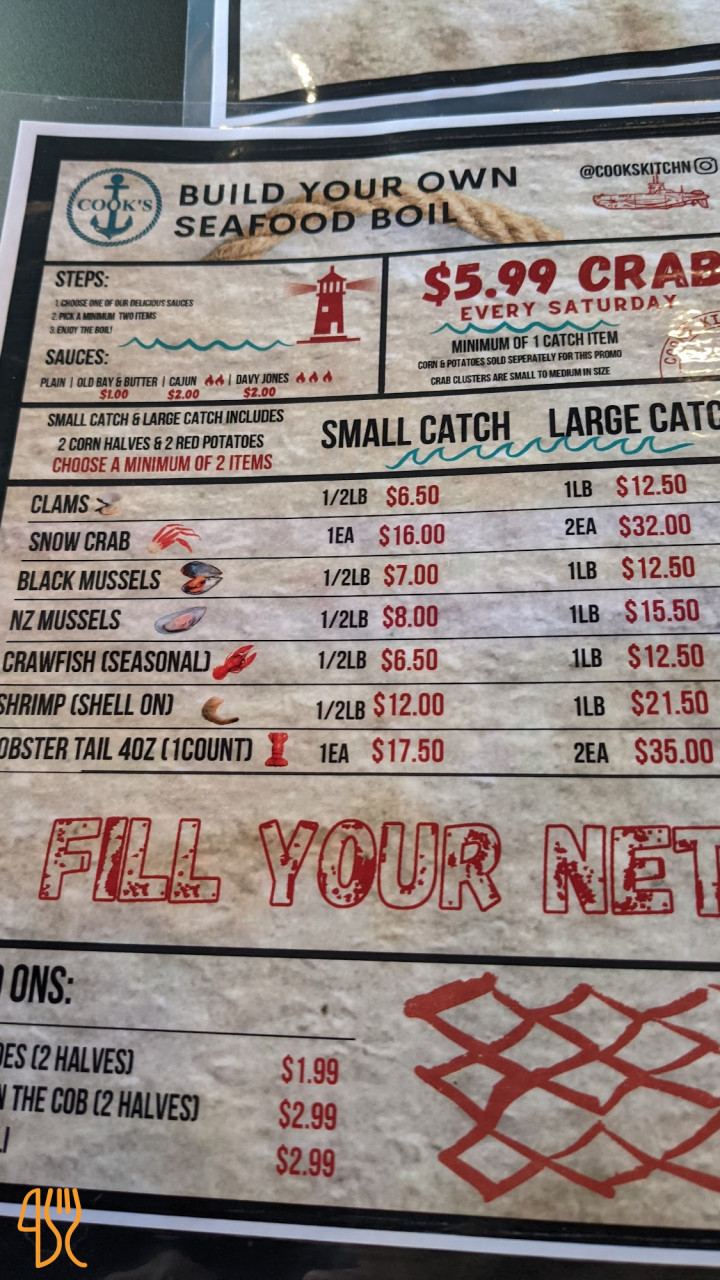 COOK'S
BUILD YOUR OWN
SEAFOOD BOIL
@COOKSKITCHN
STEPS:
1. CHOOSE ONE OF OUR DELICIOUS SAUCES
2. PICK A MINIMUM TWO ITEMS
3. ENJOY THE BOIL!
SAUCES:
PLAIN | OLD BAY & BUTTER | CAJUN | DAVY JONES
$1.00 $2.00 $2.00
$5.99 CRAB
EVERY SATURDAY
MINIMUM OF 1 CATCH ITEM
CORN & POTATOES SOLD SEPERATELY FOR THIS PROMO
CRAB CLUSTERS ARE SMALL TO MEDIUM IN SIZE
SMALL CATCH & LARGE CATCH INCLUDES
2 CORN HALVES & 2 RED POTATOES
CHOOSE A MINIMUM OF 2 ITEMS
SMALL CATCH LARGE CATC
CLAMS 1/2LB $6.50 1LB $12.50
SNOW CRAB 1EA $16.00 2EA $32.00
BLACK MUSSELS 1/2LB $7.00 1LB $12.50
NZ MUSSELS 1/2LB $8.00 1LB $15.50
CRAWFISH (SEASONAL) 1/2LB $6.50 1LB $12.50
SHRIMP (SHELL ON) 1/2LB $12.00 1LB $21.50
OBSTER TAIL 4OZ (1COUNT) 1EA $17.50 2EA $35.00
FILL YOUR NET
ONS:
OES (2 HALVES) $1.99
N THE COB (2 HALVES) $2.99
$2.99